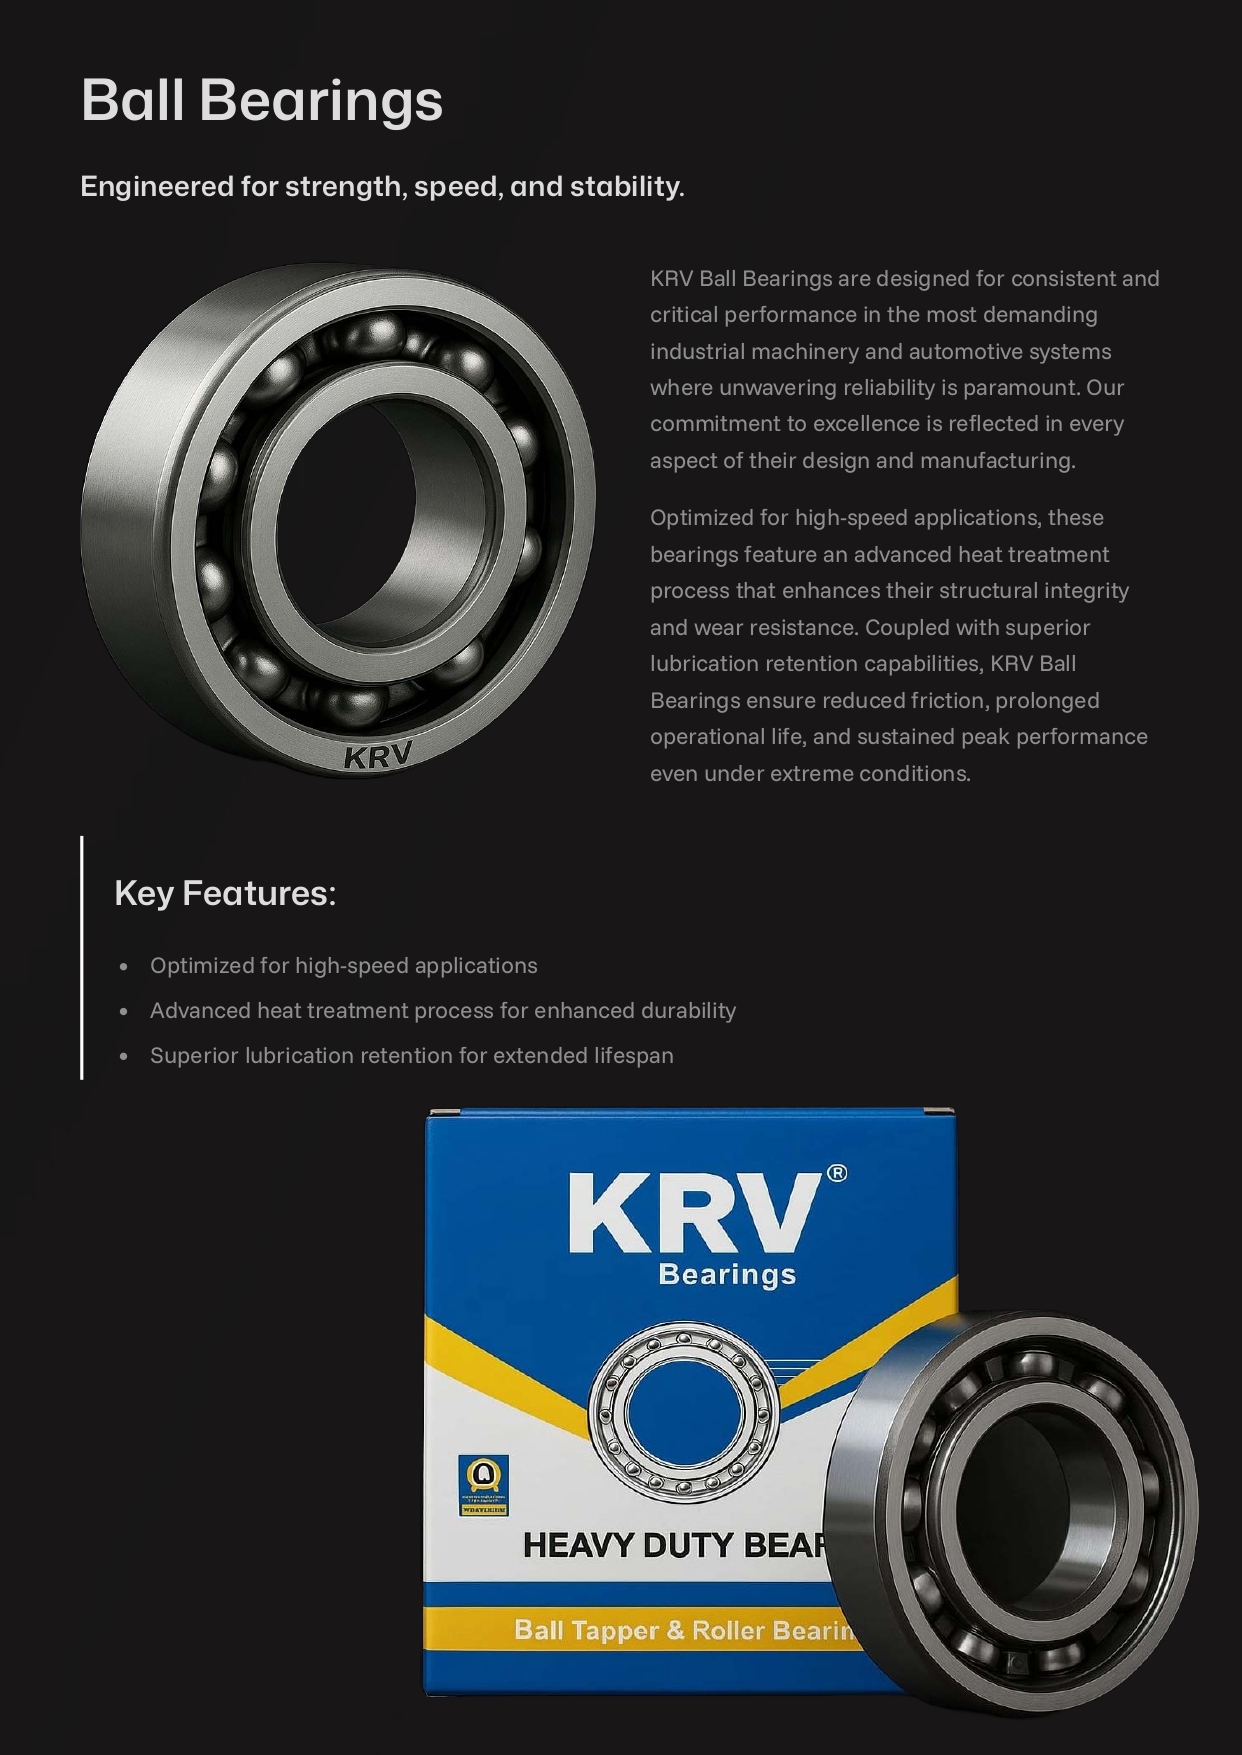 Ball Bearings
Engineered for strength, speed, and stability.
KRV Ball Bearings are designed for consistent and
critical performance in the most demanding
industrial machinery and automotive systems
where unwavering reliability is paramount. Our
commitment to excellence is reflected in every
aspect of their design and manufacturing.
Optimized for high-speed applications, these
bearings feature an advanced heat treatment
process that enhances their structural integrity
and wear resistance. Coupled with superior
lubrication retention capabilities, KRV Ball
Bearings ensure reduced friction, prolonged
operational life, and sustained peak performance
even under extreme conditions.
KRV
Key Features:
• Optimized for high-speed applications
• Advanced heat treatment process for enhanced durability
• Superior lubrication retention for extended lifespan
KRV®
Bearings
HEAVY DUTY
Ball Tapper & Roller